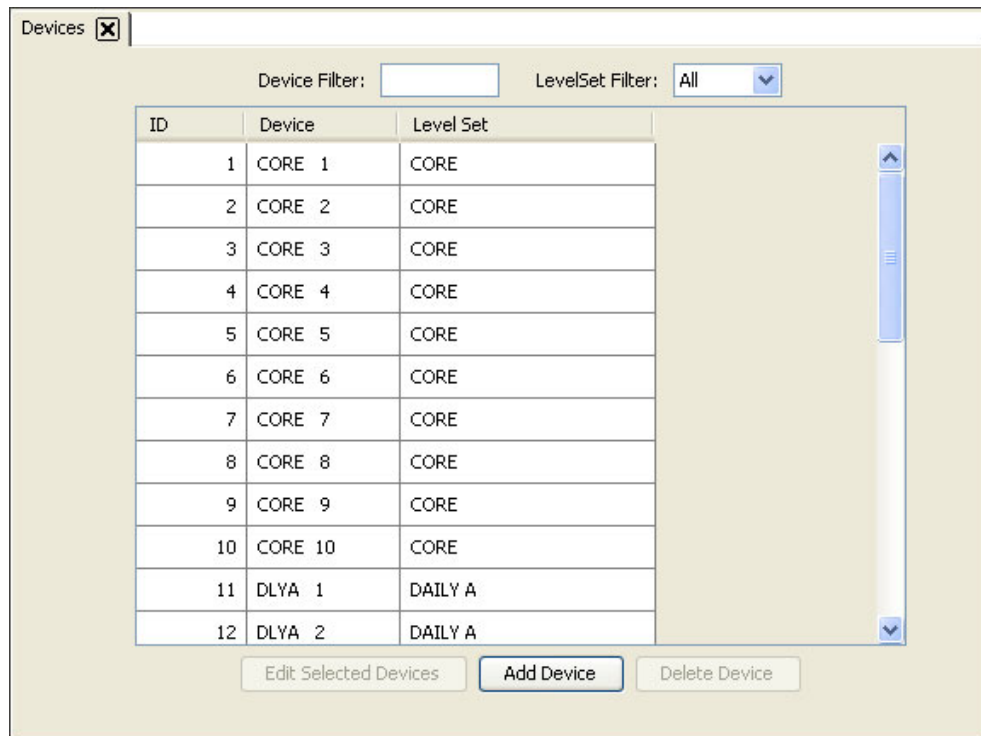 Devices
Device Filter: LevelSet Filter: All
ID Device Level Set
1 CORE 1 CORE
2 CORE 2 CORE
3 CORE 3 CORE
4 CORE 4 CORE
5 CORE 5 CORE
6 CORE 6 CORE
7 CORE 7 CORE
8 CORE 8 CORE
9 CORE 9 CORE
10 CORE 10 CORE
11 DLYA 1 DAILY A
12 DLYA 2 DAILY A
Edit Selected Devices Add Device Delete Device